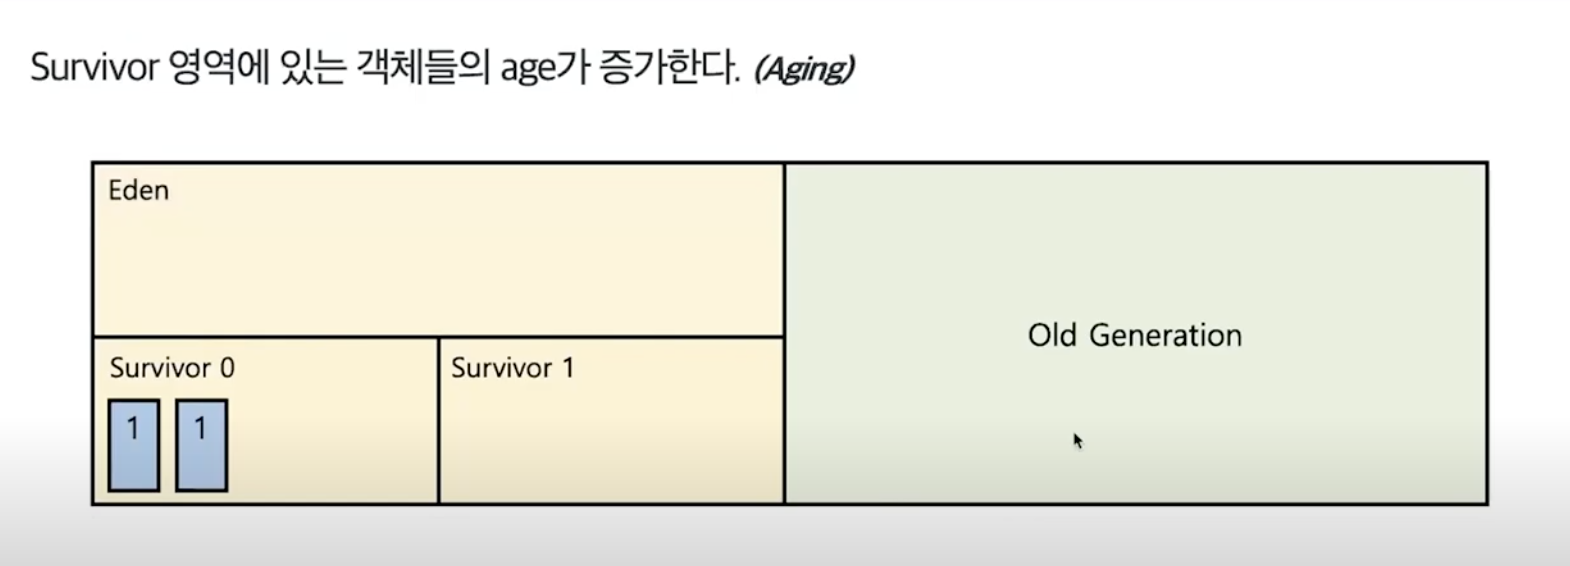 Survivor 영역에 있는 객체들의 age가 증가한다. (Aging)
Eden
Survivor 0
1 1
Survivor 1
Old Generation